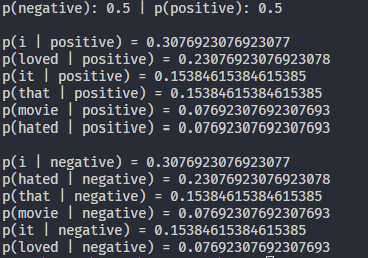 p(negative): 0.5 | p(positive): 0.5
p(i | positive) = 0.3076923076923077
p(loved | positive) = 0.23076923076923078
p(it | positive) = 0.15384615384615385
p(that | positive) = 0.15384615384615385
p(movie | positive) = 0.07692307692307693
p(hated | positive) = 0.07692307692307693
p(i | negative) = 0.3076923076923077
p(hated | negative) = 0.23076923076923078
p(that | negative) = 0.15384615384615385
p(movie | negative) = 0.07692307692307693
p(it | negative) = 0.15384615384615385
p(loved | negative) = 0.07692307692307693